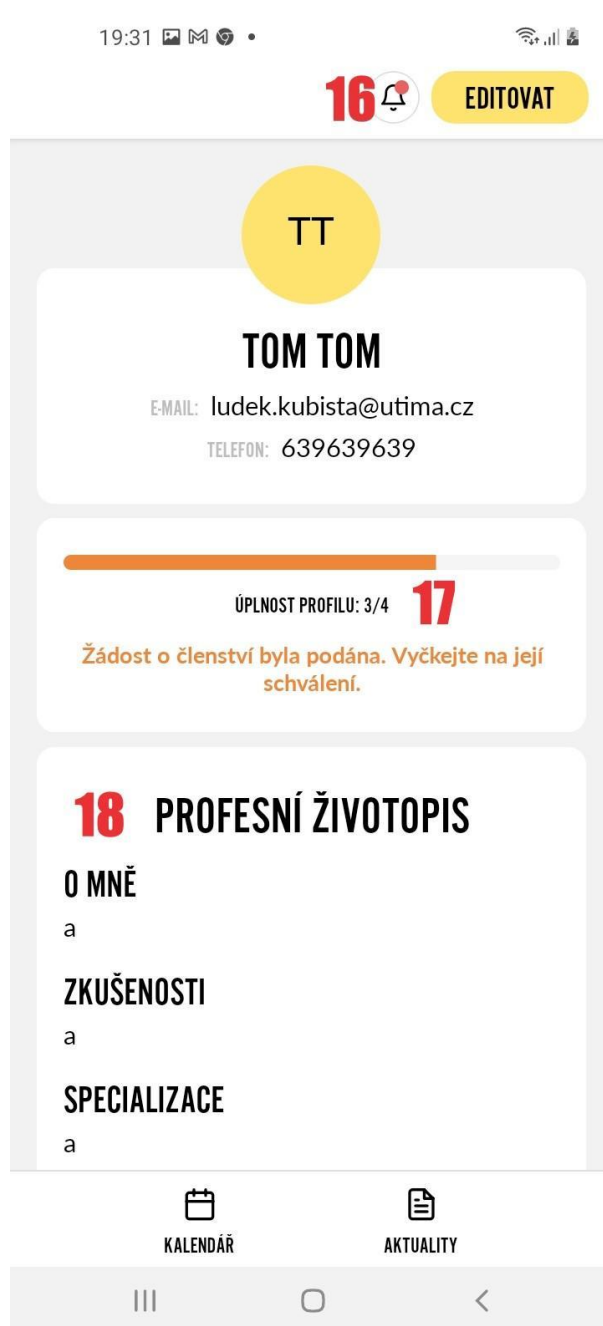 19:31
16 EDITOVAT
TT
TOM TOM
E-MAIL: ludek.kubista@utima.cz
TELEFON: 639639639
ÚPLNOST PROFILU: 3/4 17
Žádost o členství byla podána. Vyčkejte na její
schválení.
18 PROFESNÍ ŽIVOTOPIS
O MNĚ
a
ZKUŠENOSTI
a
SPECIALIZACE
a
KALENDÁŘ AKTUALITY